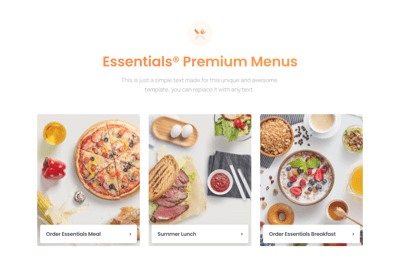 Essentials® Premium Menus
This is just a simple text made for this unique and awesome
template, you can replace it with any text.
Order Essentials Meal
Summer Lunch
Order Essentials Breakfast